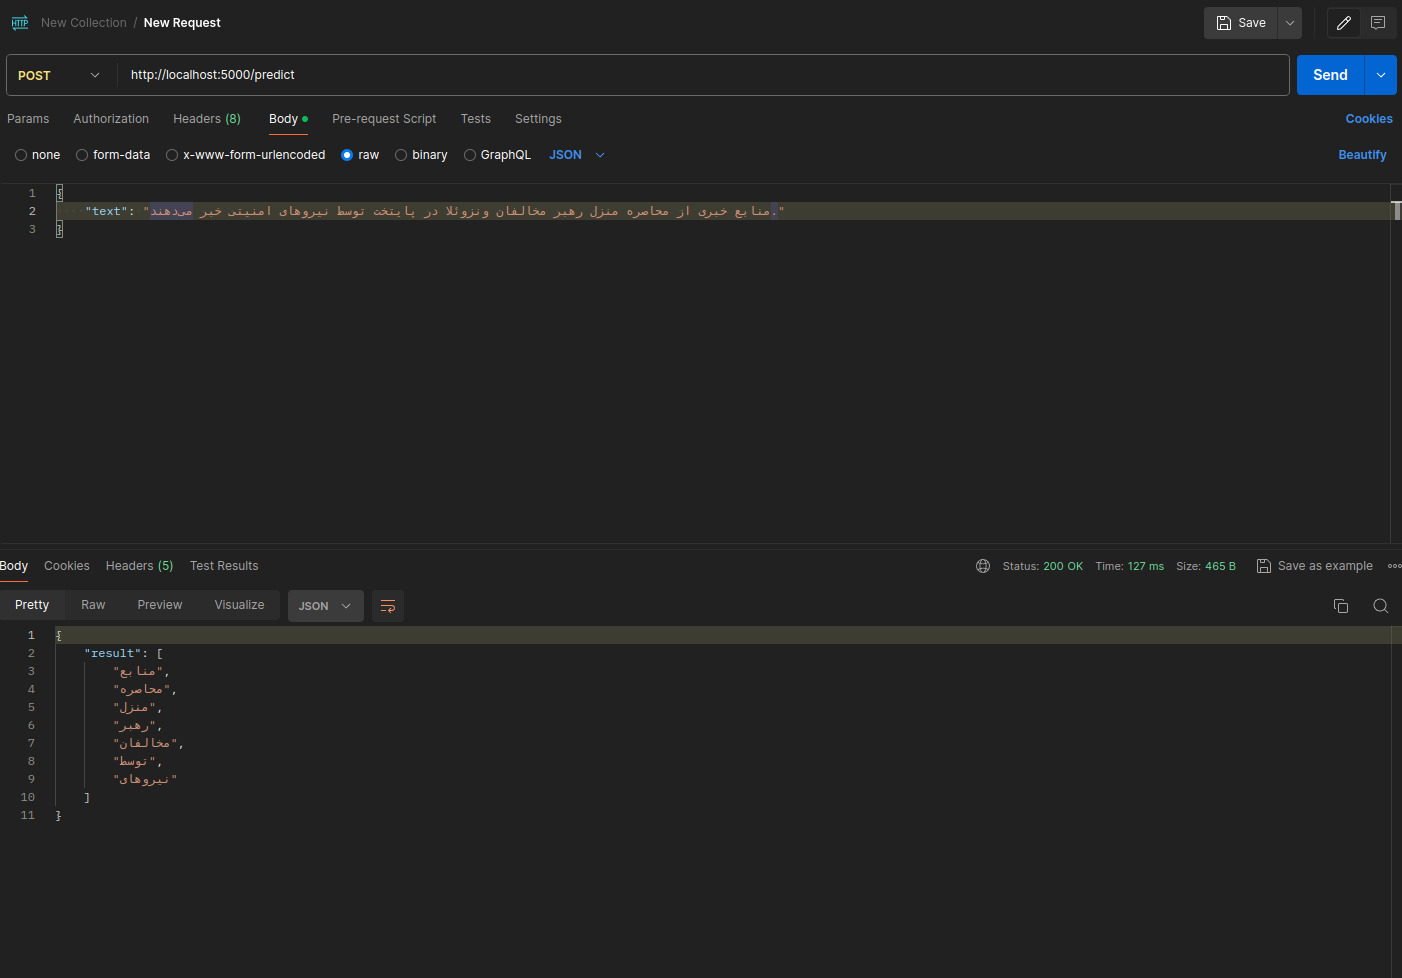 New Collection / New Request
Save
POST
http://localhost:5000/predict
Send
Params Authorization Headers (8) Body Pre-request Script Tests Settings Cookies
none form-data x-www-form-urlencoded raw binary GraphQL JSON Beautify
1 {
2 "text": "منابع خبری از محاصره منزل رهبر مخالفان ونزوئلا در پایتخت توسط نیروهای امنیتی خبر می‌دهند."
3 }
Body Cookies Headers (5) Test Results Status: 200 OK Time: 127 ms Size: 465 B Save as example
Pretty Raw Preview Visualize JSON
1 {
2 "result": [
3 "منابع",
4 "محاصره",
5 "منزل",
6 "رهبر",
7 "مخالفان",
8 "توسط",
9 "نیروهای"
10 ]
11 }